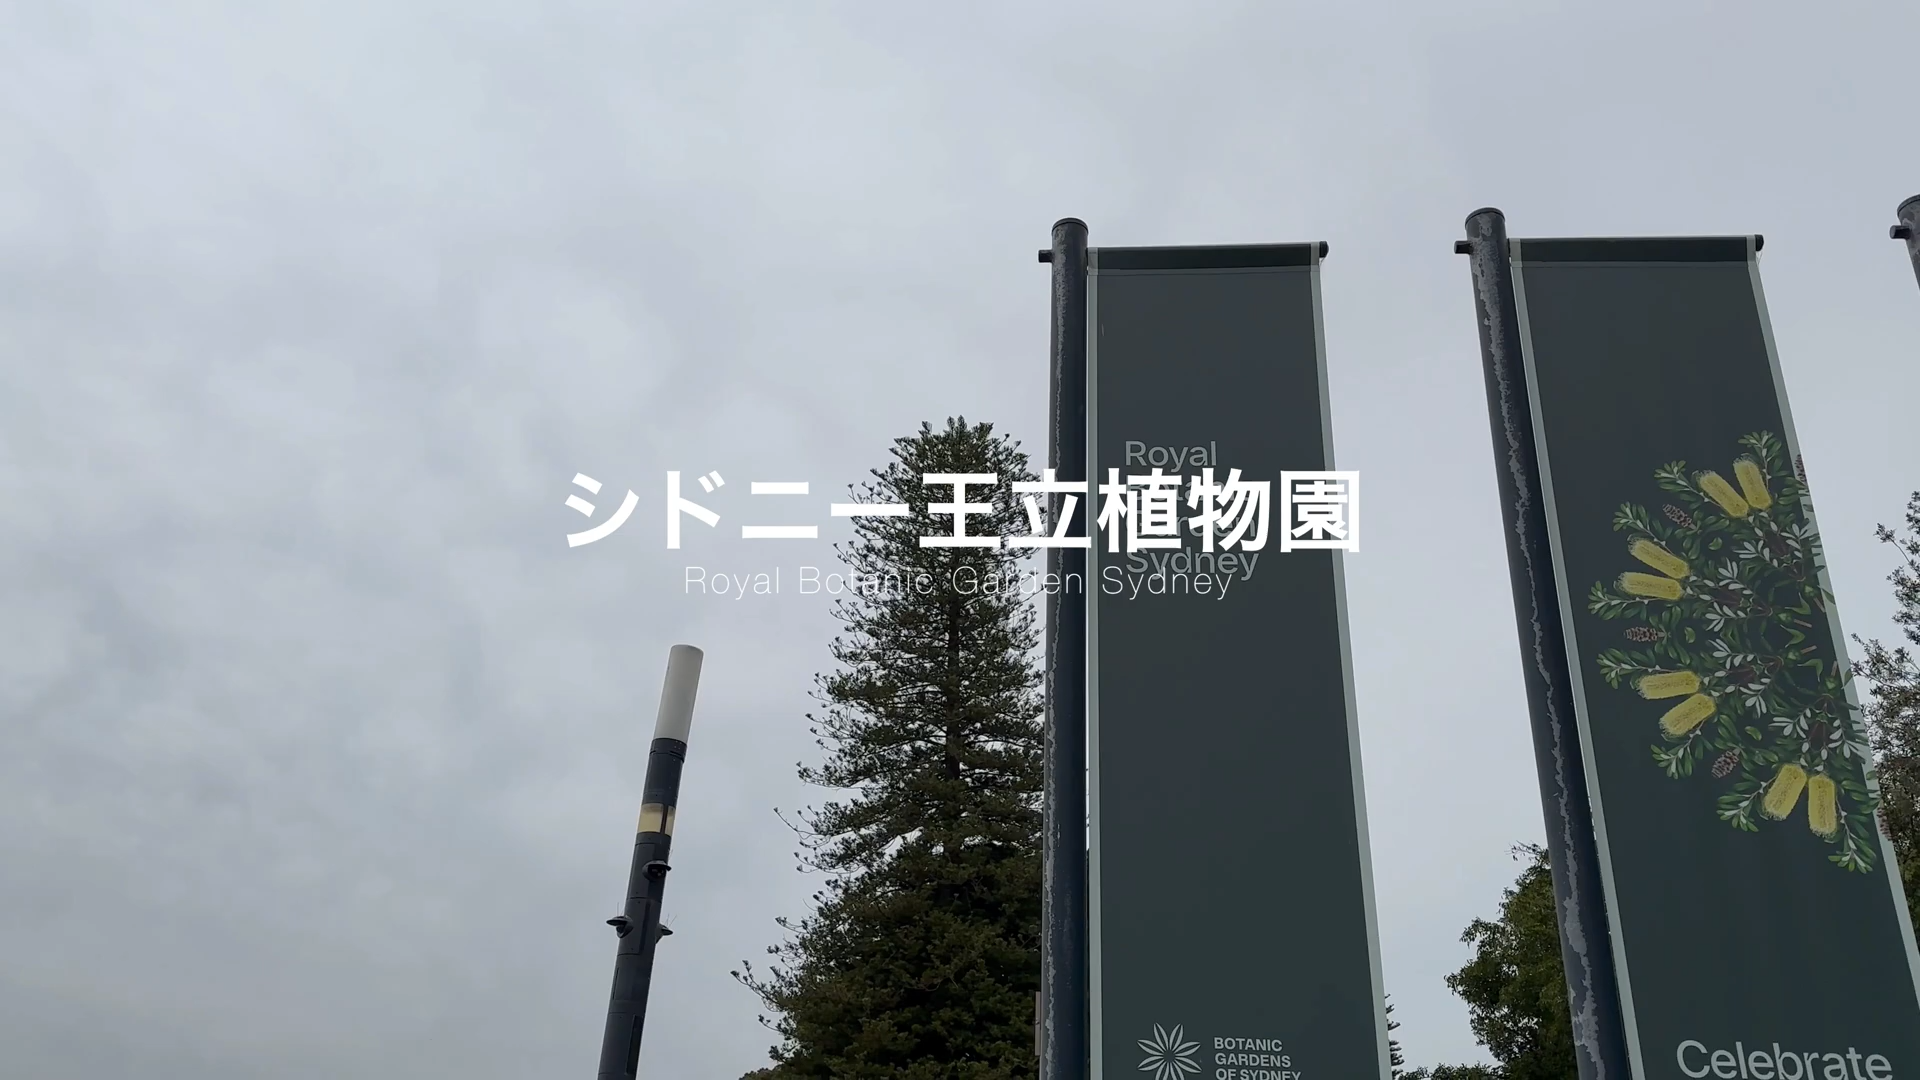 シドニー王立植物園
Royal Botanic Garden Sydney
Royal
Sydney
BOTANIC
GARDENS
OF SYDNEY
Celebrate